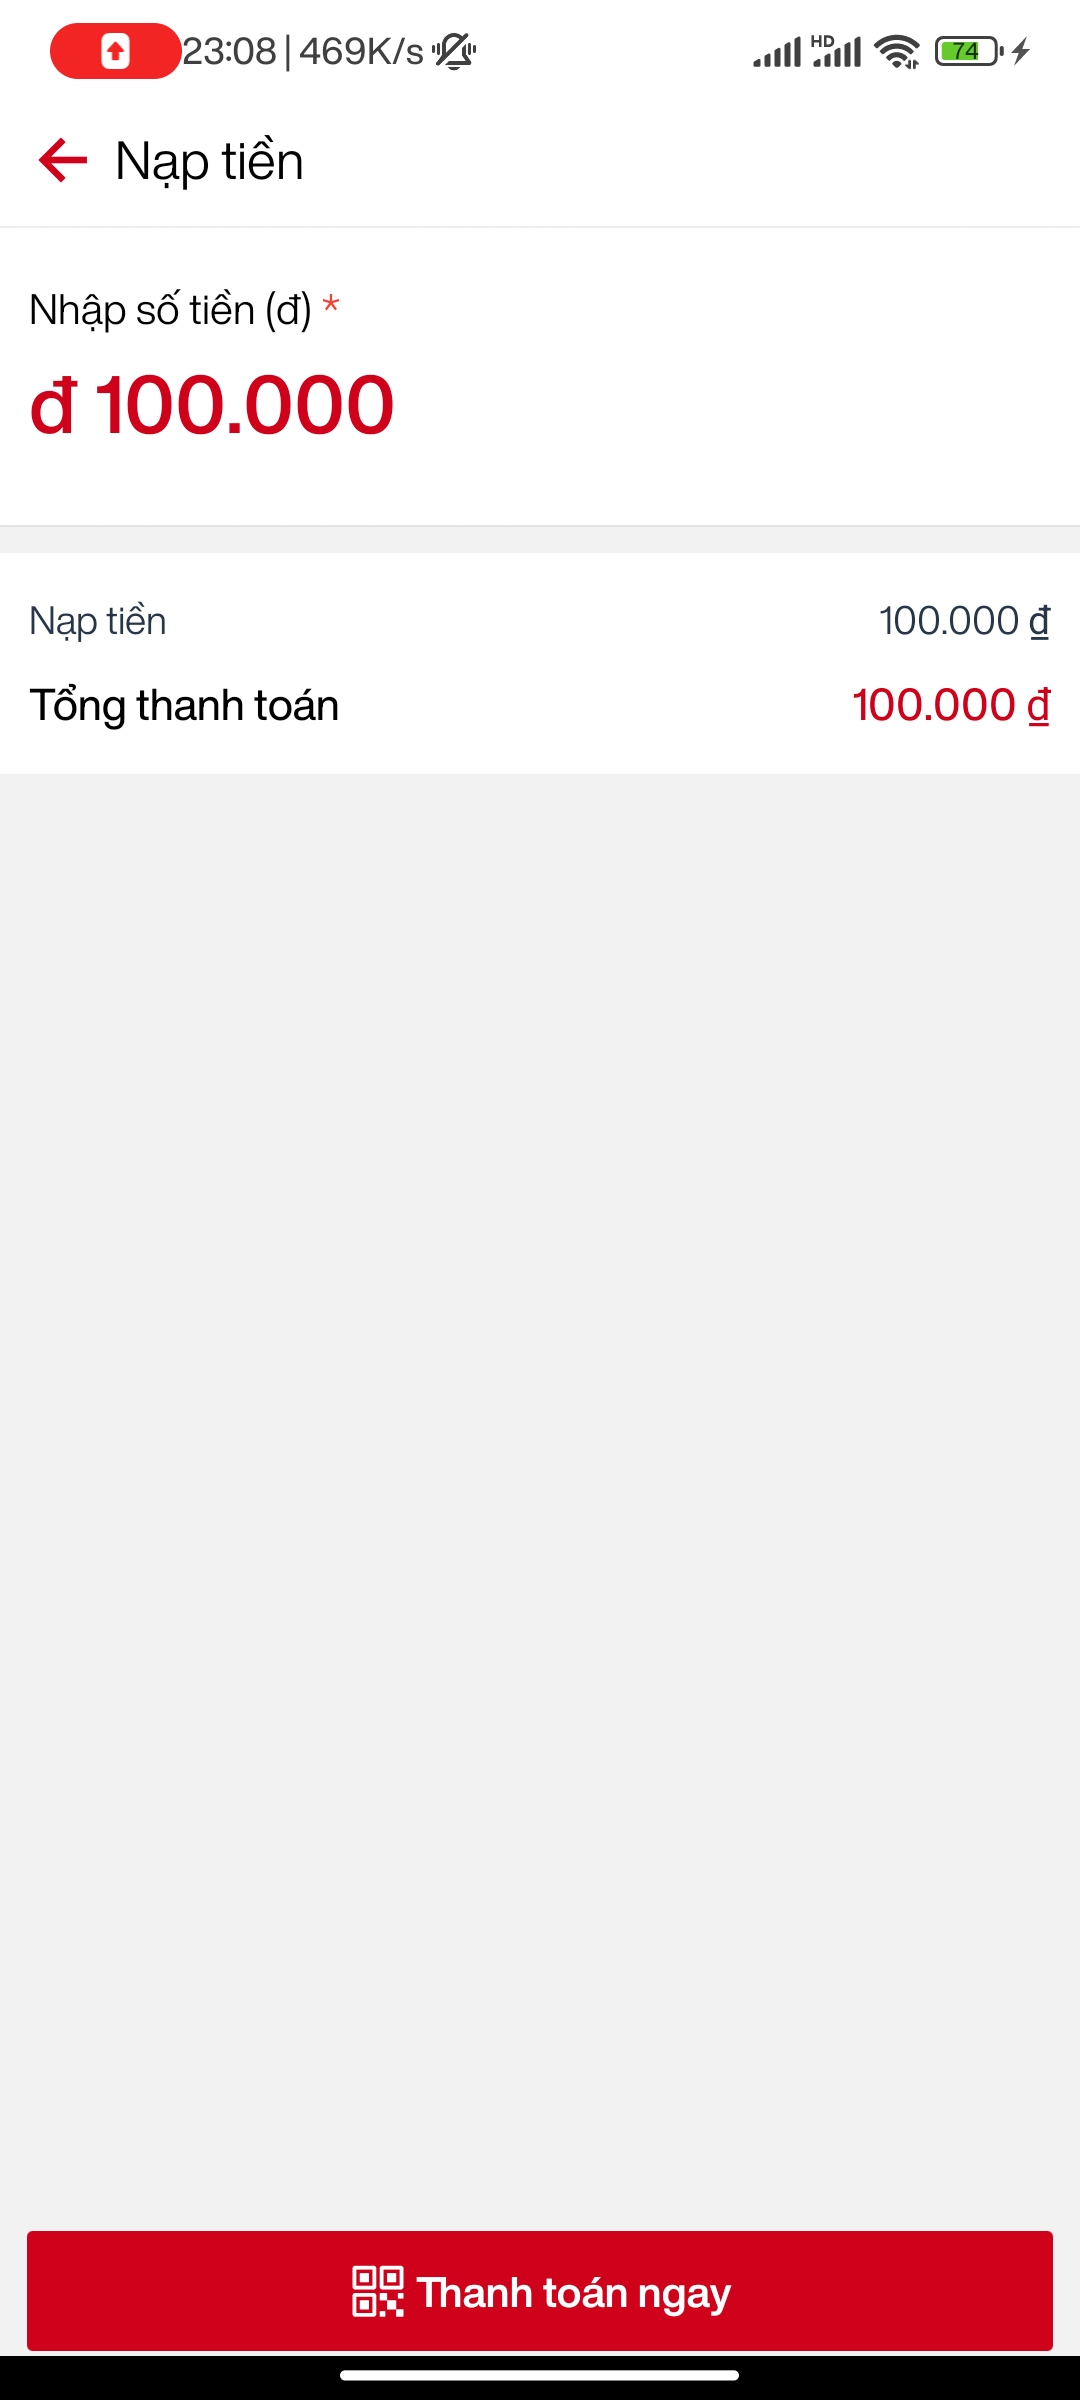 23:08 | 469K/s HD 74
Nạp tiền
Nhập số tiền (đ) *
đ 100.000
Nạp tiền 100.000 ₫
Tổng thanh toán 100.000 ₫
Thanh toán ngay